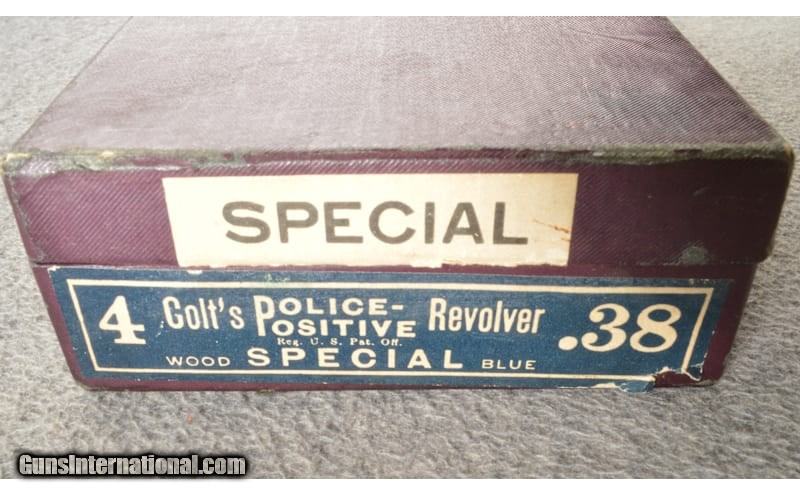 SPECIAL
4 Colt's POLICE-POSITIVE Revolver .38
Reg. U. S. Pat. Off.
WOOD SPECIAL BLUE
GunsInternational.com